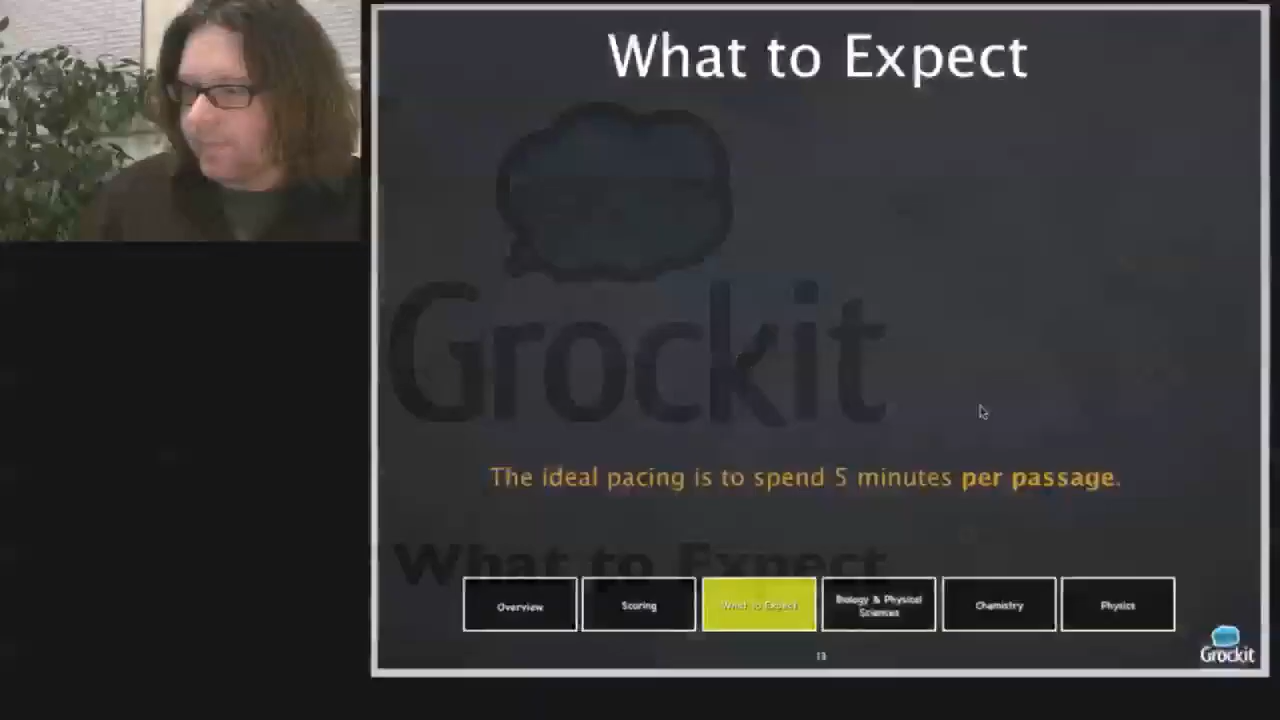 What to Expect
Grockit
The ideal pacing is to spend 5 minutes per passage.
What to Expect
Overview
Scoring
What to Expect
Biology & Physical
Sciences
Chemistry
Physics
13
Grockit